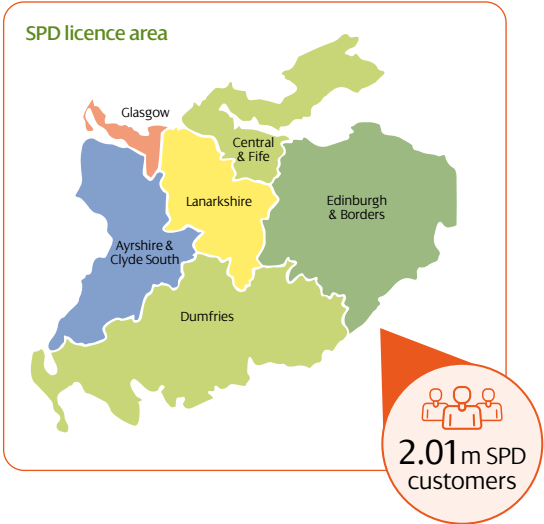 SPD licence area
Glasgow
Central
& Fife
Lanarkshire
Edinburgh
& Borders
Ayrshire &
Clyde South
Dumfries
2.01m SPD
customers